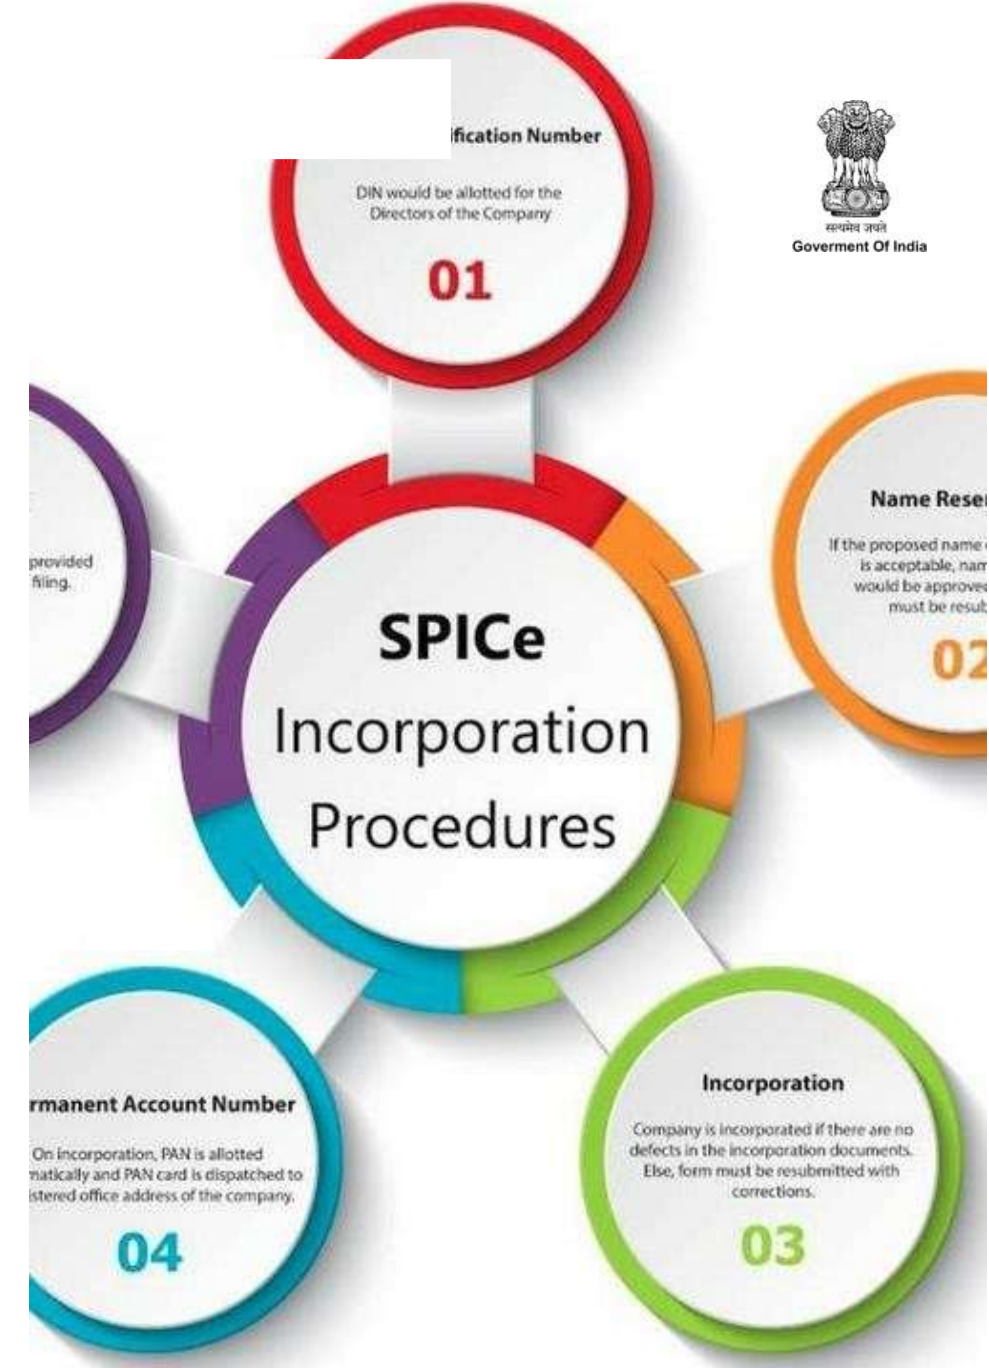 ification Number
DIN would be allotted for the
Directors of the Company
01
सत्यमेव जयते
Goverment Of India
Name Rese
If the proposed name
is acceptable, nam
would be approve
must be resub
02
provided
filing.
SPICe
Incorporation
Procedures
rmanent Account Number
On incorporation, PAN is allotted
matically and PAN card is dispatched to
istered office address of the company.
04
Incorporation
Company is incorporated if there are no
defects in the incorporation documents.
Else, form must be resubmitted with
corrections.
03